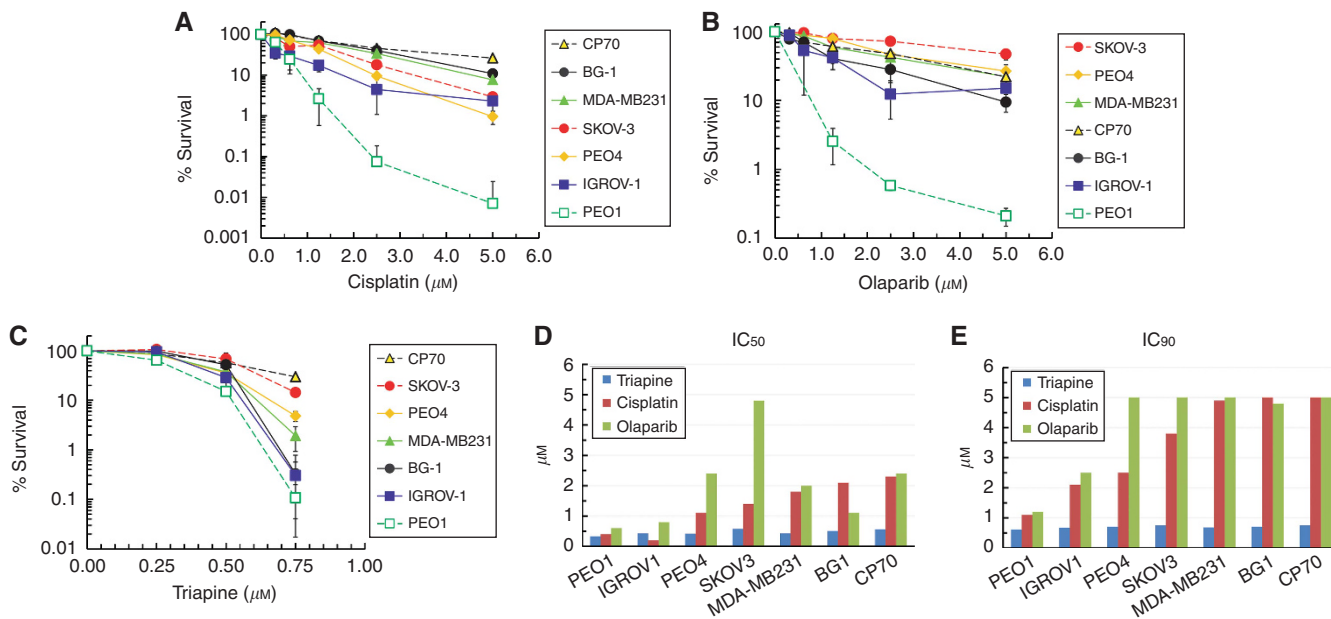 A
% Survival
100
10
1
0.1
0.01
0.001
0.0 1.0 2.0 3.0 4.0 5.0 6.0
Cisplatin (μM)
CP70
BG-1
MDA-MB231
SKOV-3
PEO4
IGROV-1
PEO1
B
% Survival
100
10
1
0.1
0.0 1.0 2.0 3.0 4.0 5.0 6.0
Olaparib (μM)
SKOV-3
PEO4
MDA-MB231
CP70
BG-1
IGROV-1
PEO1
C
% Survival
100
10
1
0.1
0.01
0.00 0.25 0.50 0.75 1.00
Triapine (μM)
CP70
SKOV-3
PEO4
MDA-MB231
BG-1
IGROV-1
PEO1
D
IC50
μM
6
5
4
3
2
1
0
Triapine
Cisplatin
Olaparib
PEO1 IGROV1 PEO4 SKOV3 MDA-MB231 BG1 CP70
E
IC90
μM
6
5
4
3
2
1
0
Triapine
Cisplatin
Olaparib
PEO1 IGROV1 PEO4 SKOV3 MDA-MB231 BG1 CP70